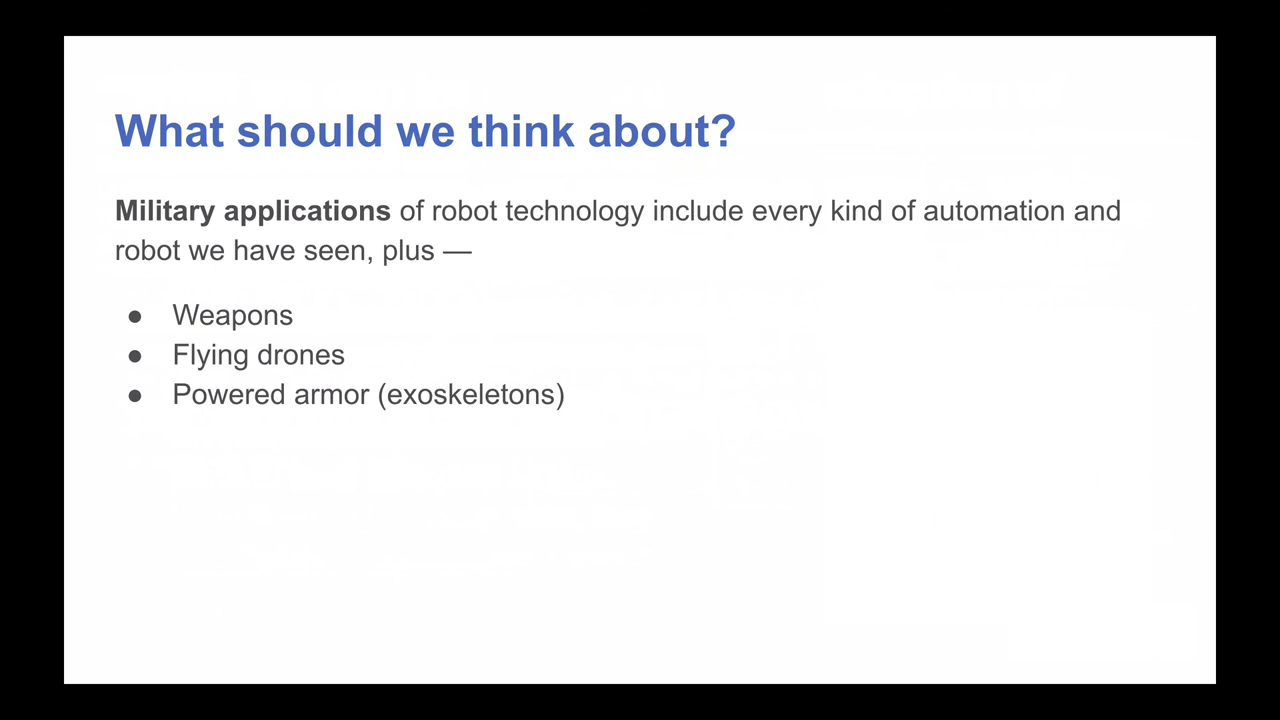 What should we think about?
Military applications of robot technology include every kind of automation and
robot we have seen, plus —
● Weapons
● Flying drones
● Powered armor (exoskeletons)